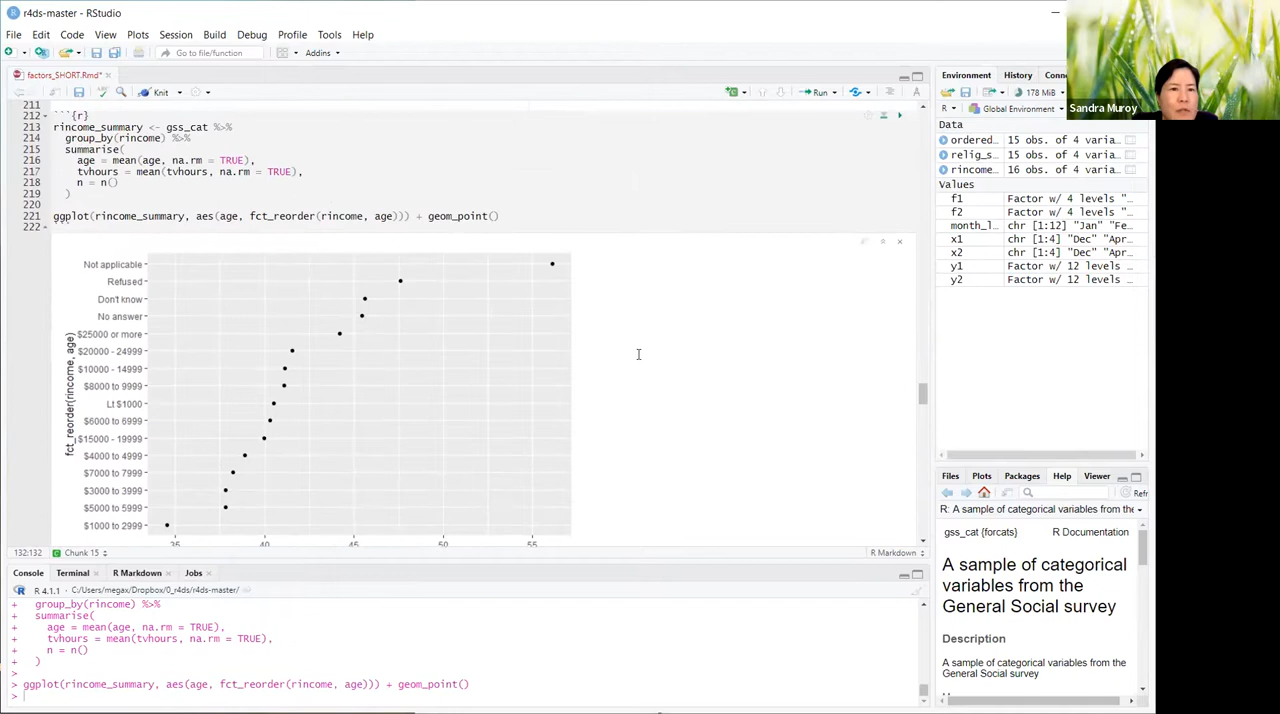 r4ds-master - RStudio
File Edit Code View Plots Session Build Debug Profile Tools Help
Go to file/function
Addins
factors_SHORT.Rmd*
Knit
Run
211
212 ```{r}
213 rincome_summary <- gss_cat %>%
214 group_by(rincome) %>%
215 summarise(
216 age = mean(age, na.rm = TRUE),
217 tvhours = mean(tvhours, na.rm = TRUE),
218 n = n()
219 )
220
221 ggplot(rincome_summary, aes(age, fct_reorder(rincome, age))) + geom_point()
222 ```
fct_reorder(rincome, age)
Not applicable
Refused
Don't know
No answer
$25000 or more
$20000 - 24999
$10000 - 14999
$8000 to 9999
Lt $1000
$6000 to 6999
$15000 - 19999
$4000 to 4999
$7000 to 7999
$3000 to 3999
$5000 to 5999
$1000 to 2999
35 40 45 50 55
132:132 Chunk 15 R Markdown
Console Terminal R Markdown Jobs
R 4.1.1 · C:/Users/megax/Dropbox/0_r4ds/r4ds-master/
+ group_by(rincome) %>%
+ summarise(
+ age = mean(age, na.rm = TRUE),
+ tvhours = mean(tvhours, na.rm = TRUE),
+ n = n()
+ )
>
> ggplot(rincome_summary, aes(age, fct_reorder(rincome, age))) + geom_point()
>
Sandra Muroy
Environment History Conn
178 MiB
R Global Environment
Data
ordered… 15 obs. of 4 varia…
relig_s… 15 obs. of 4 varia…
rincome… 16 obs. of 4 varia…
Values
f1 Factor w/ 4 levels "…
f2 Factor w/ 4 levels "…
month_l… chr [1:12] "Jan" "Fe…
x1 chr [1:4] "Dec" "Apr…
x2 chr [1:4] "Dec" "Apr…
y1 Factor w/ 12 levels …
y2 Factor w/ 12 levels …
Files Plots Packages Help Viewer
Refr
R: A sample of categorical variables from the
gss_cat {forcats} R Documentation
A sample of categorical
variables from the
General Social survey
Description
A sample of categorical variables from the
General Social survey